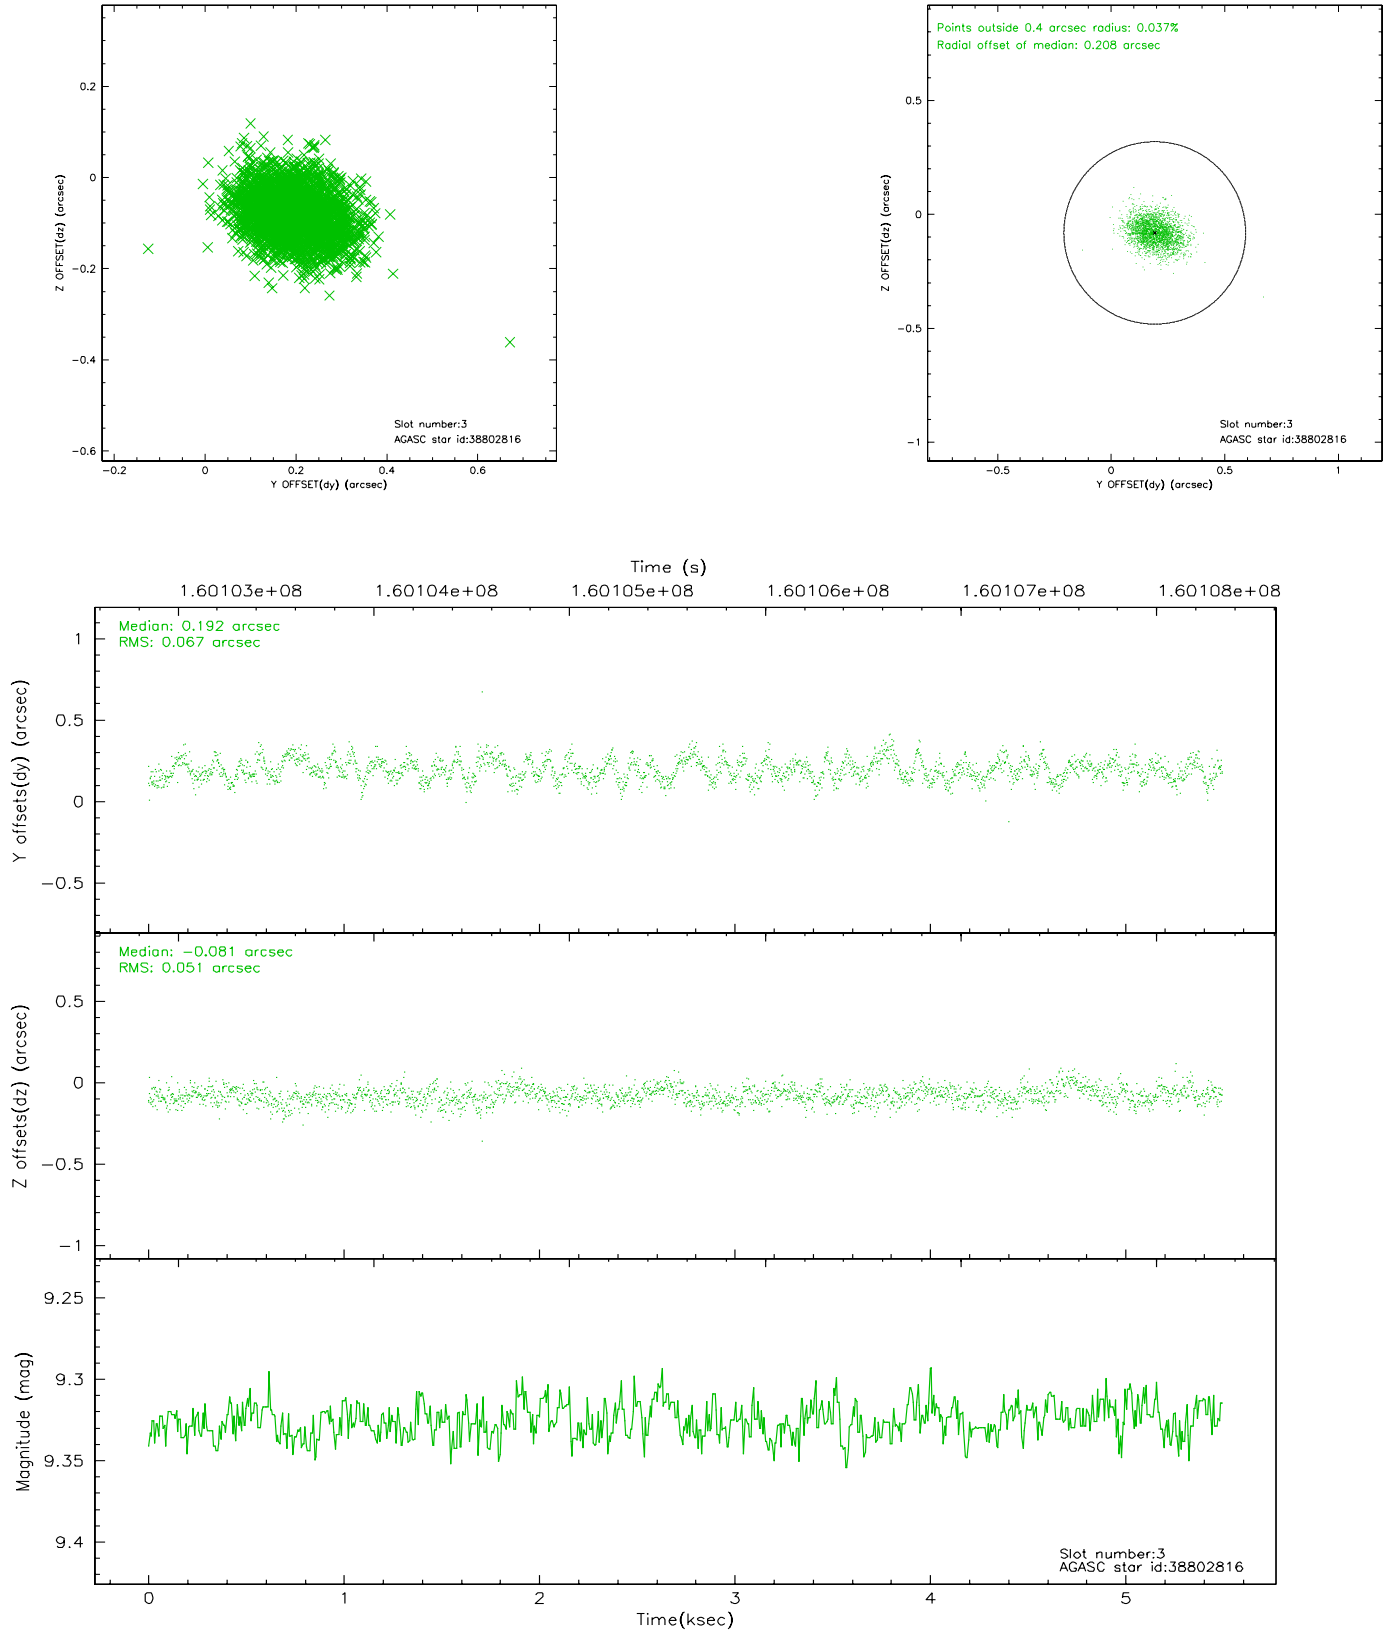 0.2
0
-0.2
-0.4
-0.6
Z OFFSET(dz) (arcsec)
Slot number:3
AGASC star id:38802816
-0.2 0 0.2 0.4 0.6
Y OFFSET(dy) (arcsec)
Points outside 0.4 arcsec radius: 0.037%
Radial offset of median: 0.208 arcsec
0.5
0
-0.5
-1
Z OFFSET(dz) (arcsec)
Slot number:3
AGASC star id:38802816
-0.5 0 0.5 1
Y OFFSET(dy) (arcsec)
Time (s)
1.60103e+08 1.60104e+08 1.60105e+08 1.60106e+08 1.60107e+08 1.60108e+08
Median: 0.192 arcsec
RMS: 0.067 arcsec
1
0.5
0
-0.5
Y offsets(dy) (arcsec)
Median: -0.081 arcsec
RMS: 0.051 arcsec
0.5
0
-0.5
-1
Z offsets(dz) (arcsec)
9.25
9.3
9.35
9.4
Magnitude (mag)
Slot number:3
AGASC star id:38802816
0 1 2 3 4 5
Time(ksec)